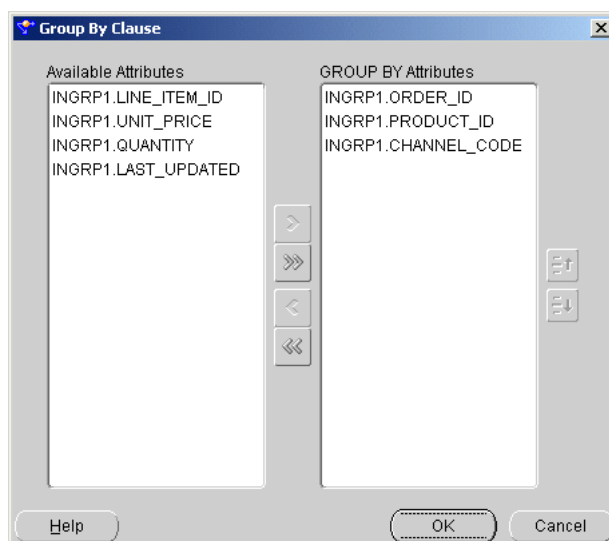 Group By Clause
Available Attributes
INGRP1.LINE_ITEM_ID
INGRP1.UNIT_PRICE
INGRP1.QUANTITY
INGRP1.LAST_UPDATED
GROUP BY Attributes
INGRP1.ORDER_ID
INGRP1.PRODUCT_ID
INGRP1.CHANNEL_CODE
Help
OK
Cancel